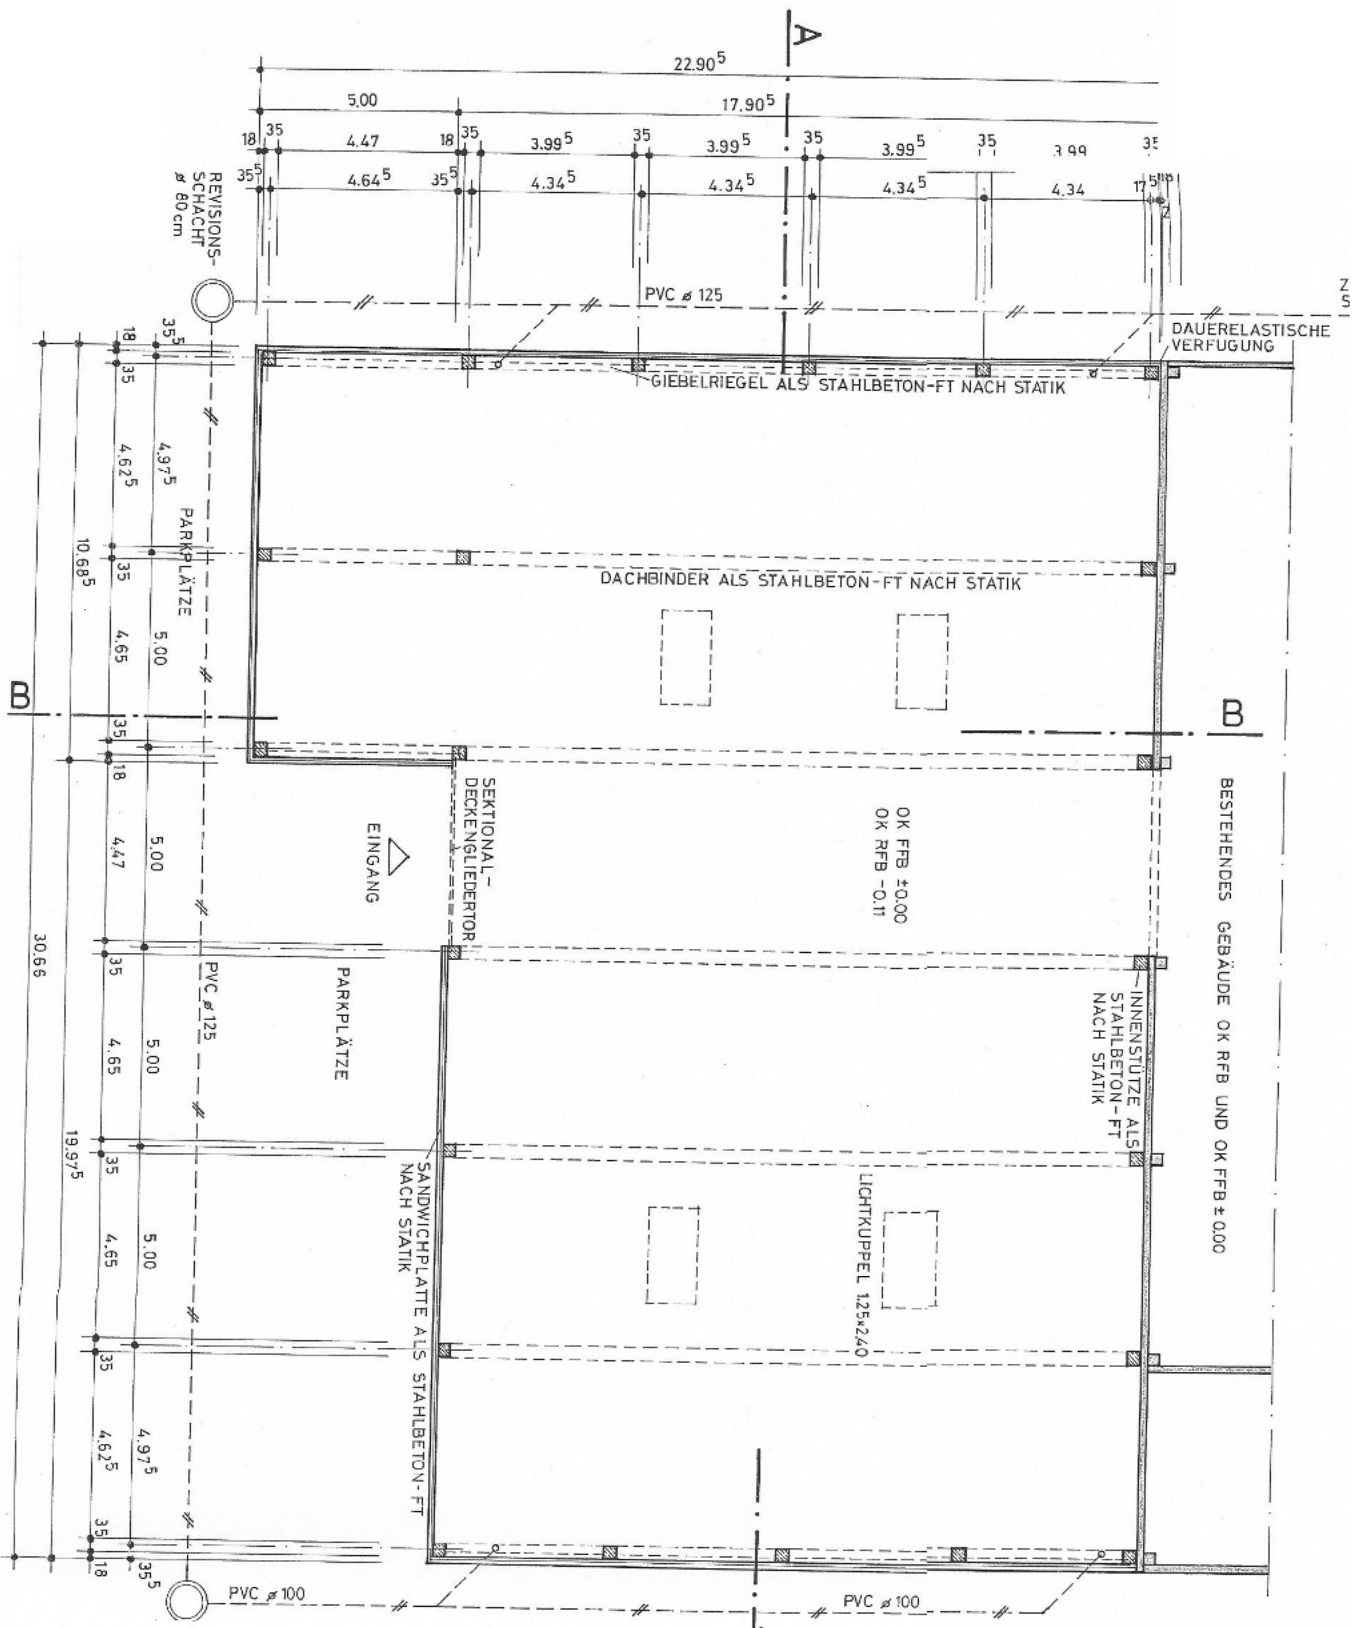 A
22.90⁵
5.00
17.90⁵
18
35
4.47
18
35
3.99⁵
35
3.99⁵
35
3.99⁵
35
3.99
35
35⁵
4.64⁵
35⁵
4.34⁵
4.34⁵
4.34⁵
4.34
17⁵
REVISIONS-
SCHACHT
ø 80 cm
PVC ø 125
DAUERELASTISCHE
VERFUGUNG
GIEBELRIEGEL ALS STAHLBETON-FT NACH STATIK
18
35
35⁵
4.62⁵
4.97⁵
PARKPLÄTZE
10.68⁵
35
DACHBINDER ALS STAHLBETON-FT NACH STATIK
4.65
5.00
B
B
35
18
SEKTIONAL-
DECKENGLIEDERTOR
EINGANG
OK FFB ±0.00
OK RFB -0.11
BESTEHENDES GEBÄUDE OK RFB UND OK FFB ± 0.00
4.47
5.00
30.66
35
PVC ø 125
PARKPLÄTZE
INNENSTÜTZE ALS
STAHLBETON-FT
NACH STATIK
4.65
5.00
19.97⁵
35
SANDWICHPLATTE ALS STAHLBETON-FT
NACH STATIK
LICHTKUPPEL 1.25x2.40
4.65
5.00
35
4.62⁵
4.97⁵
35
18
35⁵
PVC ø 100
PVC ø 100